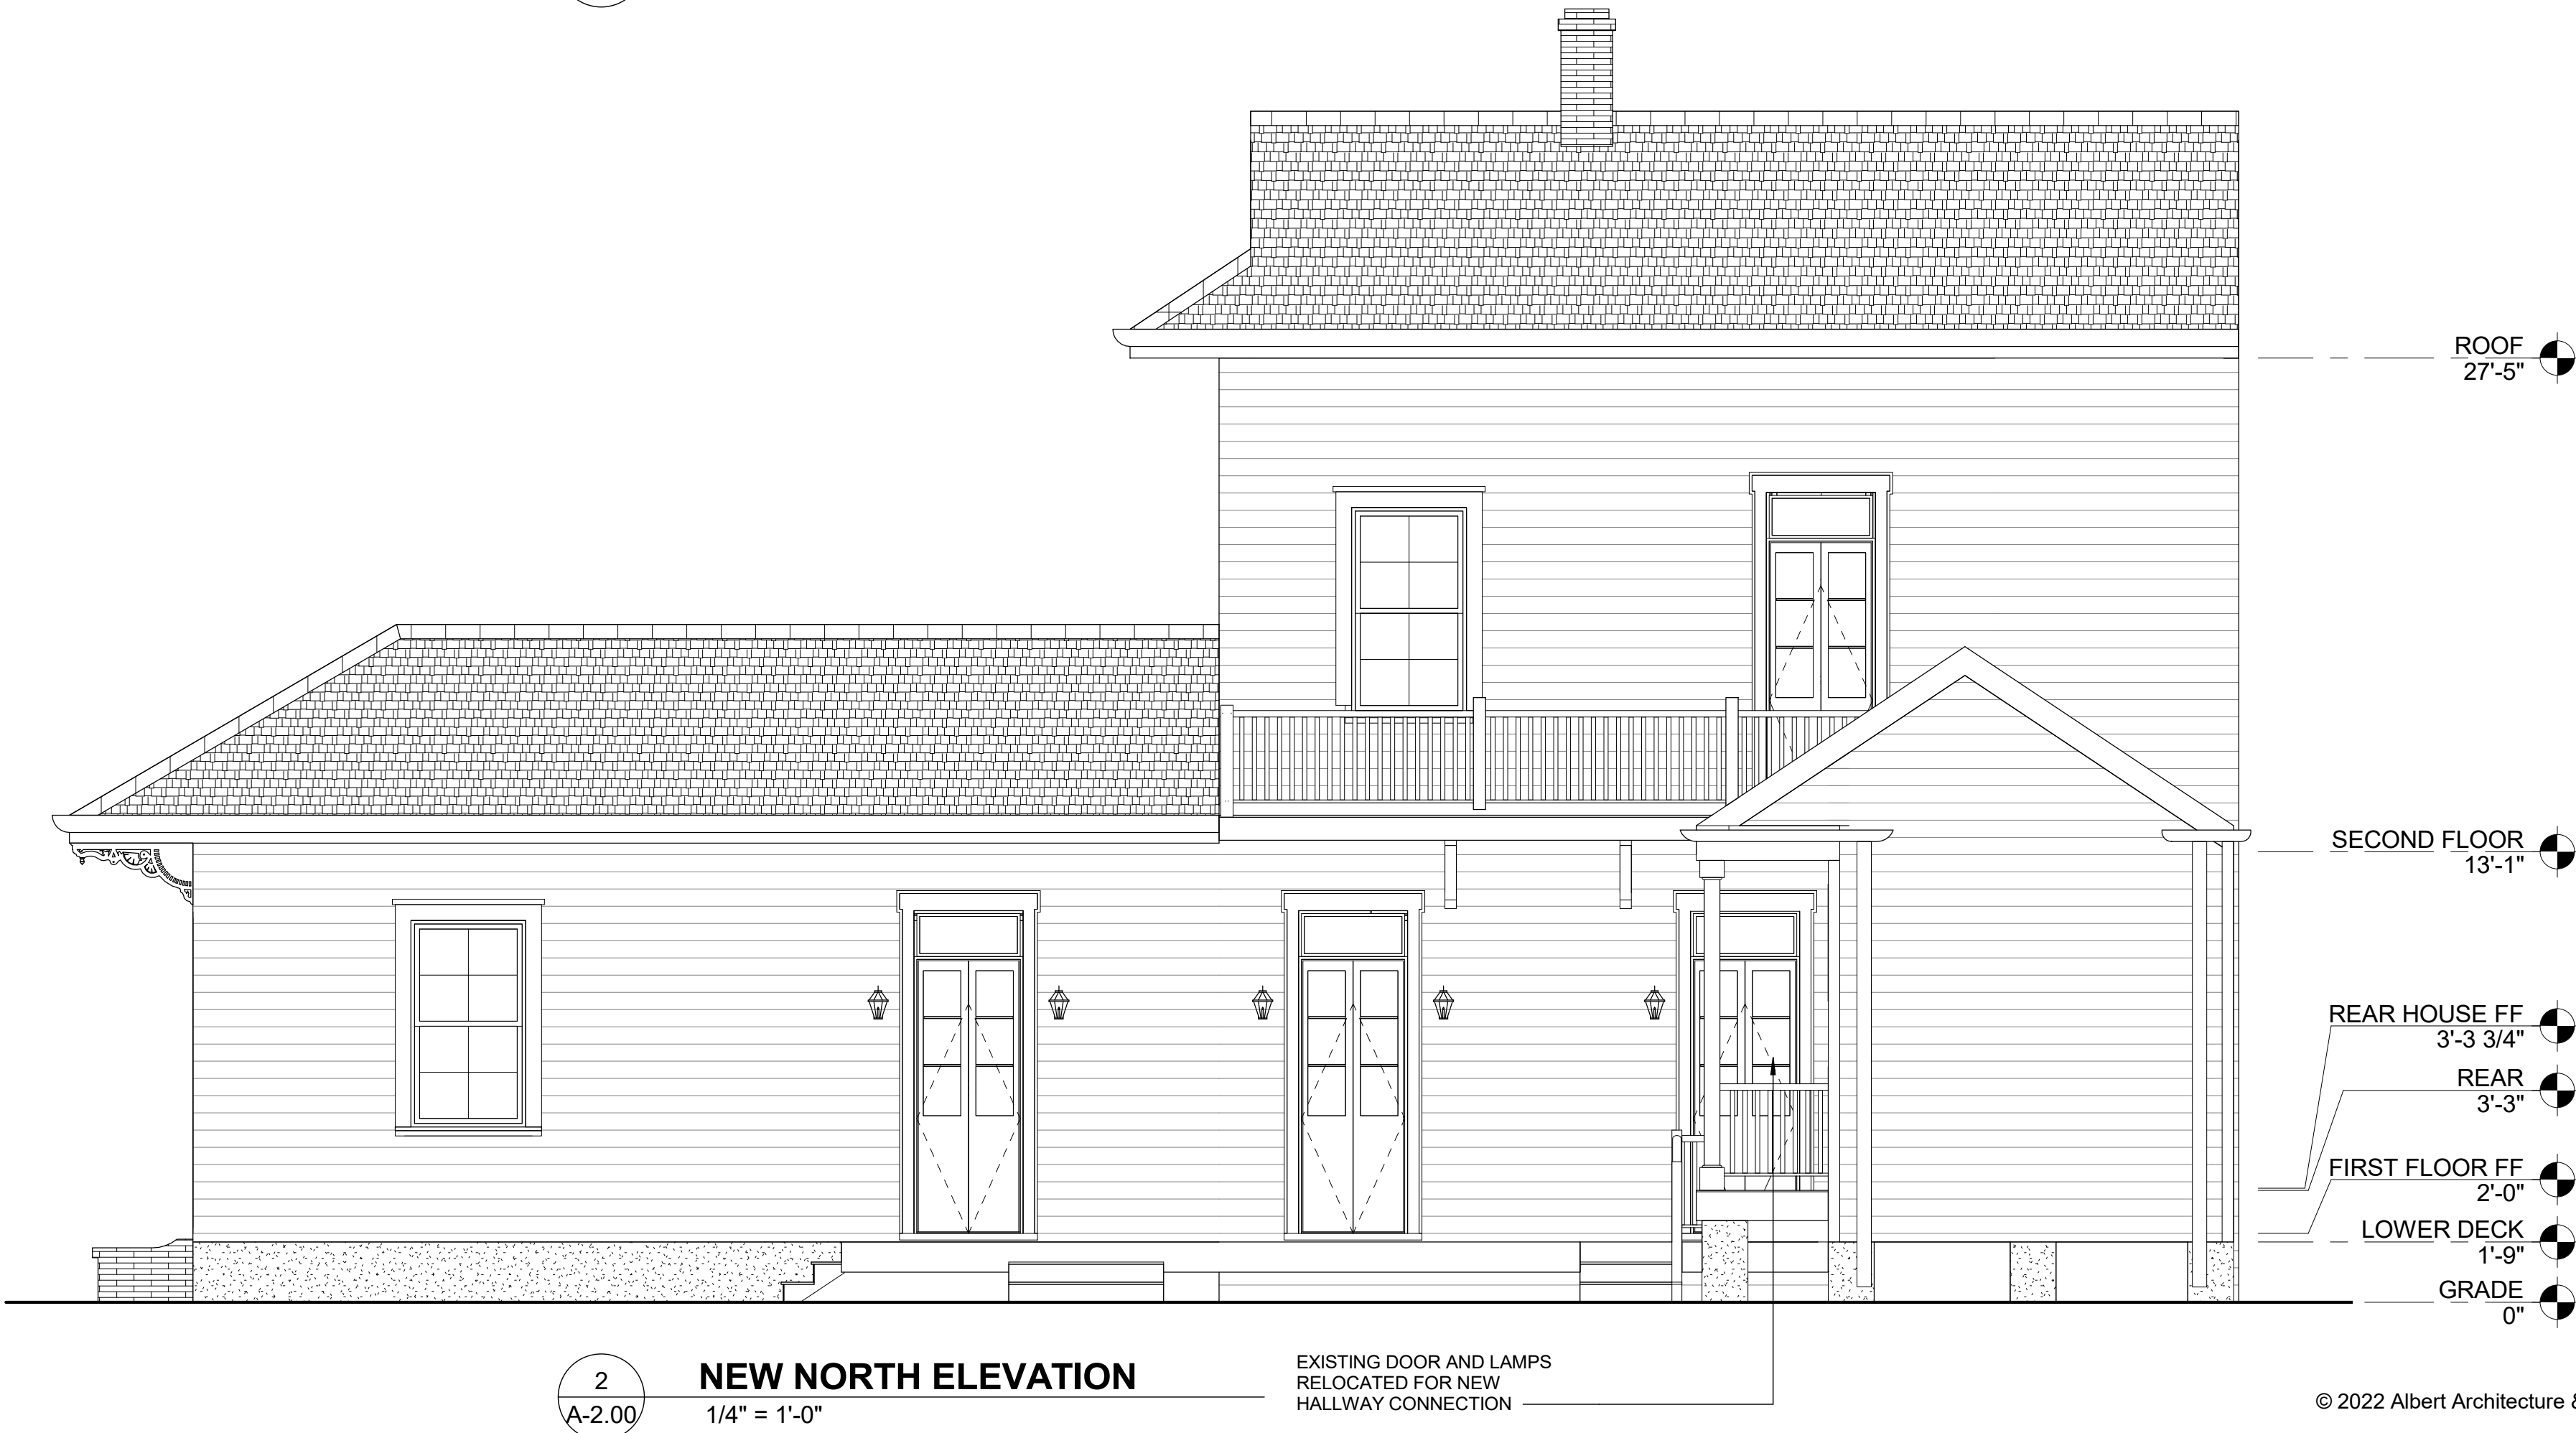 ROOF
27'-5"
SECOND FLOOR
13'-1"
REAR HOUSE FF
3'-3 3/4"
REAR
3'-3"
FIRST FLOOR FF
2'-0"
LOWER DECK
1'-9"
GRADE
0"
2
A-2.00
NEW NORTH ELEVATION
1/4" = 1'-0"
EXISTING DOOR AND LAMPS
RELOCATED FOR NEW
HALLWAY CONNECTION
© 2022 Albert Architecture &